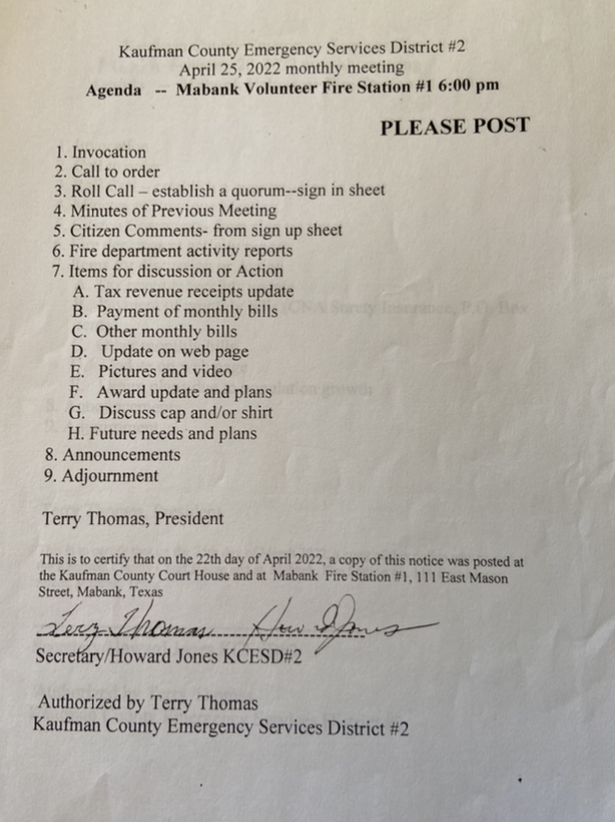 Kaufman County Emergency Services District #2
April 25, 2022 monthly meeting
Agenda -- Mabank Volunteer Fire Station #1 6:00 pm
PLEASE POST
1. Invocation
2. Call to order
3. Roll Call – establish a quorum--sign in sheet
4. Minutes of Previous Meeting
5. Citizen Comments- from sign up sheet
6. Fire department activity reports
7. Items for discussion or Action
A. Tax revenue receipts update
B. Payment of monthly bills
C. Other monthly bills
D. Update on web page
E. Pictures and video
F. Award update and plans
G. Discuss cap and/or shirt
H. Future needs and plans
8. Announcements
9. Adjournment
Terry Thomas, President
This is to certify that on the 22th day of April 2022, a copy of this notice was posted at
the Kaufman County Court House and at Mabank Fire Station #1, 111 East Mason
Street, Mabank, Texas
Terry Thomas Jones
Secretary/Howard Jones KCESD#2
Authorized by Terry Thomas
Kaufman County Emergency Services District #2